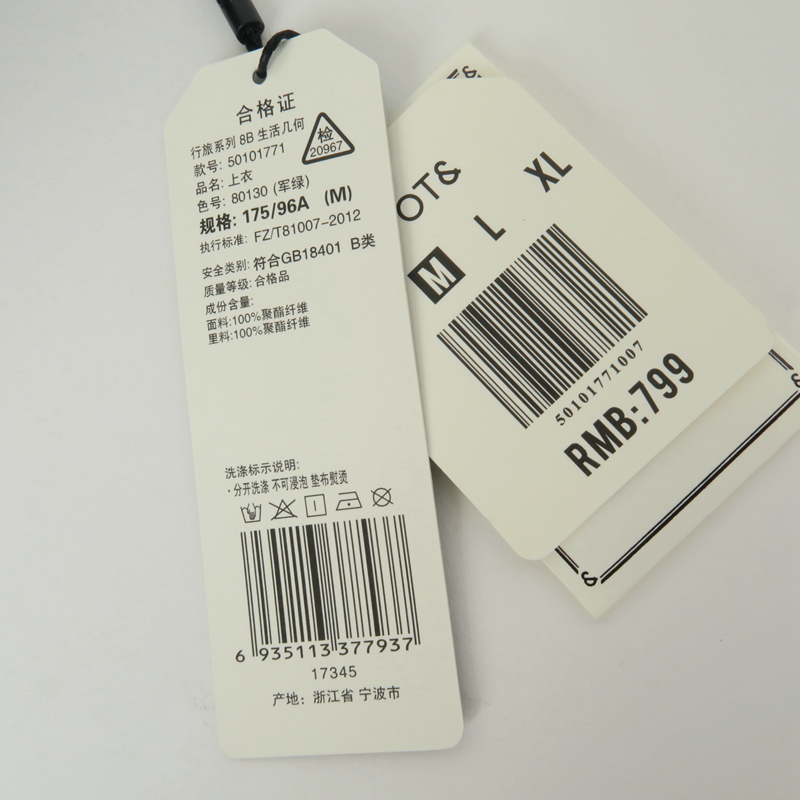 合格证
行旅系列 8B 生活几何
检
20967
款号: 50101771
品名: 上衣
色号: 80130 (军绿)
规格: 175/96A (M)
执行标准: FZ/T81007-2012
安全类别: 符合GB18401 B类
质量等级: 合格品
成份含量:
面料:100%聚酯纤维
里料:100%聚酯纤维
洗涤标示说明:
·分开洗涤 不可浸泡 垫布熨烫
6 935113 377937
17345
产地: 浙江省 宁波市
&
OT&
M L XL
50101771007
RMB:799
&
&